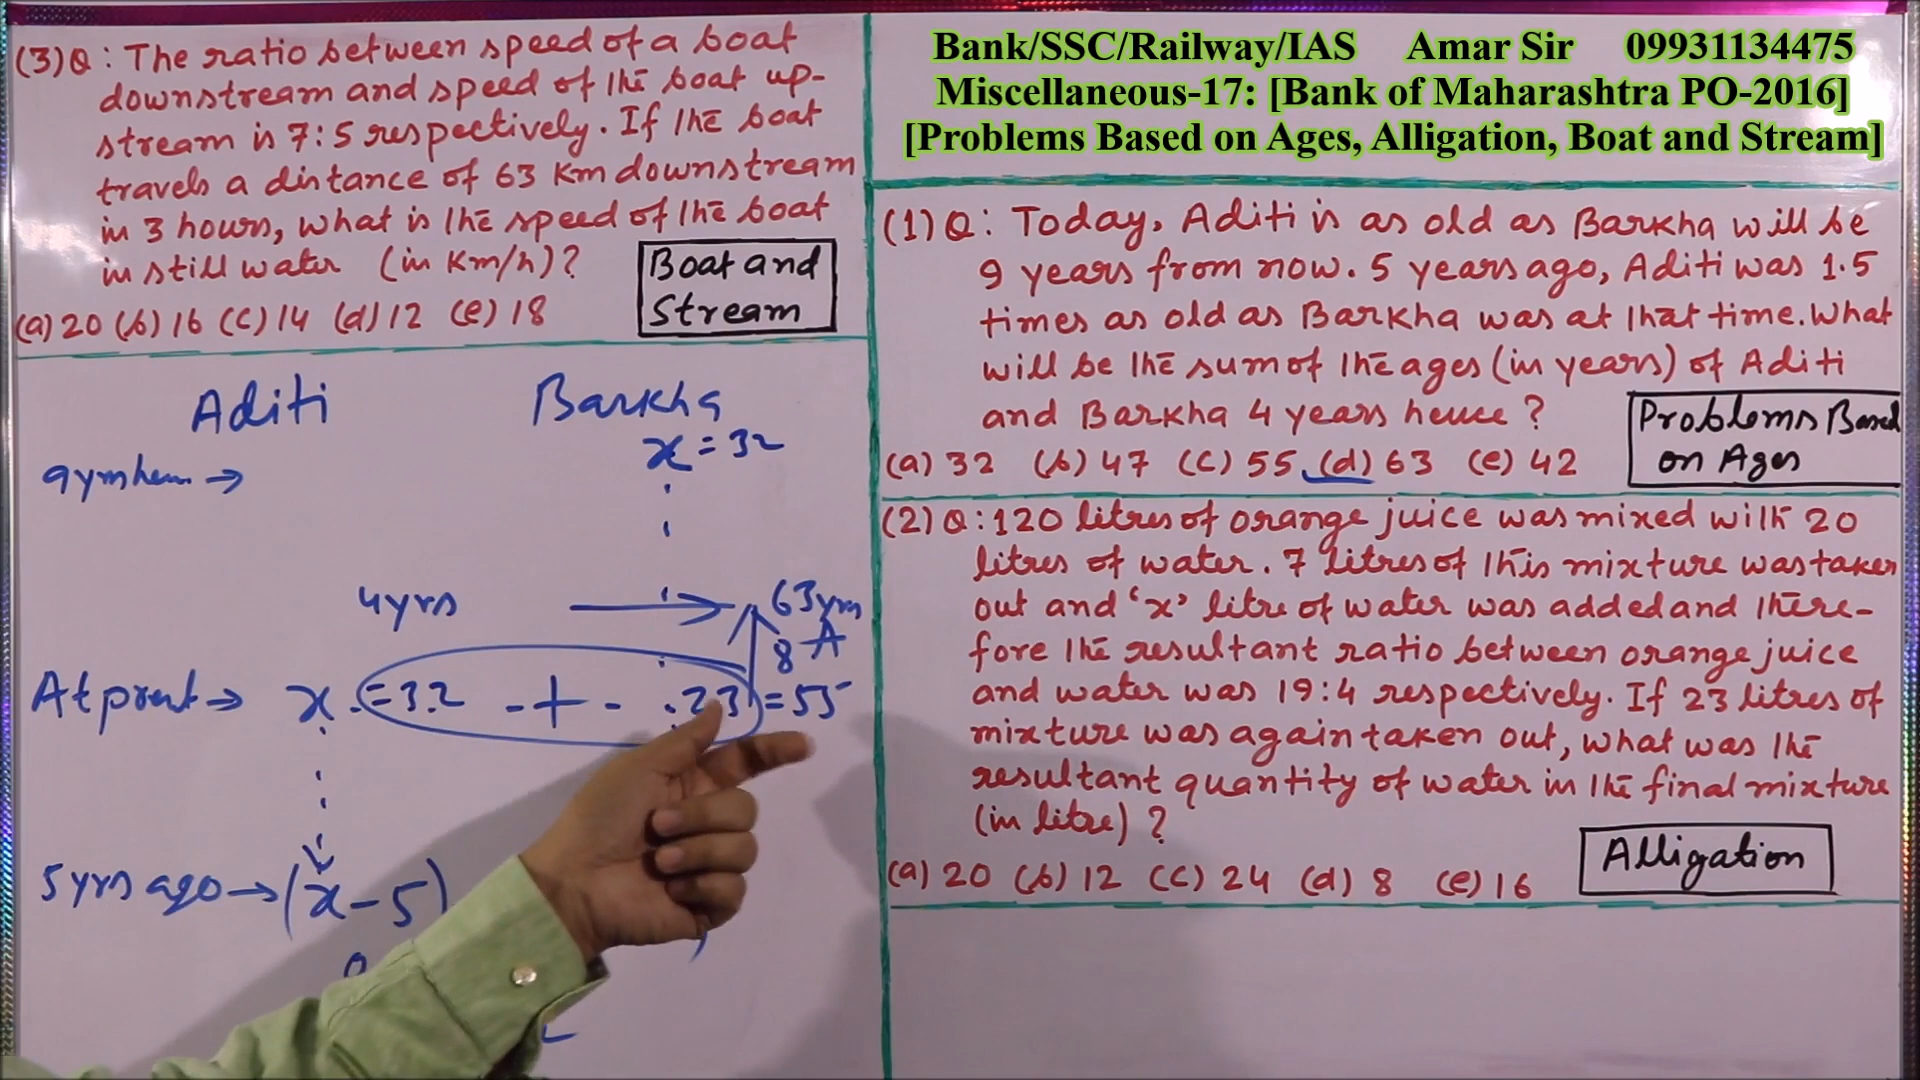 (3)Q: The ratio between speed of a boat
downstream and speed of the boat up-
stream is 7:5 respectively. If the boat
travels a distance of 63 Km downstream
in 3 hours, what is the speed of the boat
in still water (in Km/h)?
Boat and
Stream
(a) 20 (b) 16 (c) 14 (d) 12 (e) 18
Bank/SSC/Railway/IAS Amar Sir 09931134475
Miscellaneous-17: [Bank of Maharashtra PO-2016]
[Problems Based on Ages, Alligation, Boat and Stream]
(1) Q: Today, Aditi is as old as Barkha will be
9 years from now. 5 years ago, Aditi was 1.5
times as old as Barkha was at that time. What
will be the sum of the ages (in years) of Aditi
and Barkha 4 years hence?
Problems Based
on Ages
(a) 32 (b) 47 (c) 55 (d) 63 (e) 42
(2) Q: 120 litres of orange juice was mixed with 20
litres of water. 7 litres of this mixture was taken
out and 'x' litre of water was added and there-
fore the resultant ratio between orange juice
and water was 19:4 respectively. If 23 litres of
mixture was again taken out, what was the
resultant quantity of water in the final mixture
(in litre)?
Alligation
(a) 20 (b) 12 (c) 24 (d) 8 (e) 16
Aditi Barkha
x = 32
9 yrs →
4yrs → 63yrs
8 A
At → x = 32 + 23 = 55
5 yrs ago → (x - 5)